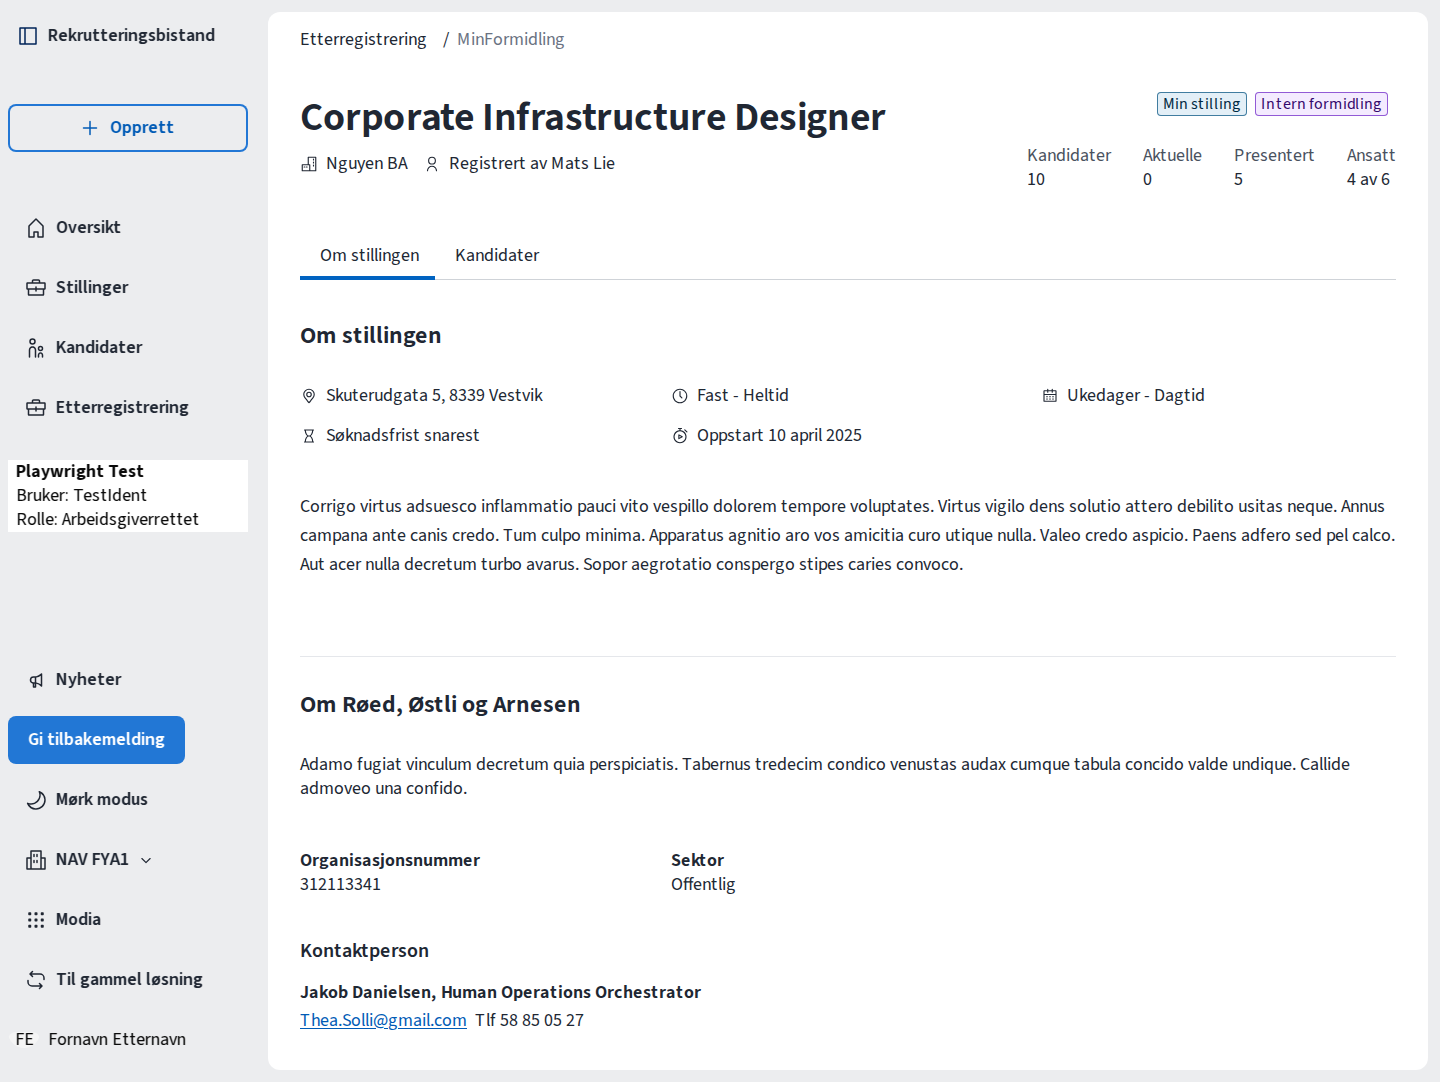 Rekrutteringsbistand
Opprett
Oversikt
Stillinger
Kandidater
Etterregistrering
Playwright Test
Bruker: TestIdent
Rolle: Arbeidsgiverrettet
Nyheter
Gi tilbakemelding
Mørk modus
NAV FYA1
Modia
Til gammel løsning
FE Fornavn Etternavn
Etterregistrering / MinFormidling
Corporate Infrastructure Designer
Min stilling Intern formidling
Nguyen BA Registrert av Mats Lie
Kandidater Aktuelle Presentert Ansatt
10 0 5 4 av 6
Om stillingen Kandidater
Om stillingen
Skuterudgata 5, 8339 Vestvik Fast - Heltid Ukedager - Dagtid
Søknadsfrist snarest Oppstart 10 april 2025
Corrigo virtus adsuesco inflammatio pauci vito vespillo dolorem tempore voluptates. Virtus vigilo dens solutio attero debilito usitas neque. Annus
campana ante canis credo. Tum culpo minima. Apparatus agnitio aro vos amicitia curo utique nulla. Valeo credo aspicio. Paens adfero sed pel calco.
Aut acer nulla decretum turbo avarus. Sopor aegrotatio conspergo stipes caries convoco.
Om Røed, Østli og Arnesen
Adamo fugiat vinculum decretum quia perspiciatis. Tabernus tredecim condico venustas audax cumque tabula concido valde undique. Callide
admoveo una confido.
Organisasjonsnummer Sektor
312113341 Offentlig
Kontaktperson
Jakob Danielsen, Human Operations Orchestrator
Thea.Solli@gmail.com Tlf 58 85 05 27